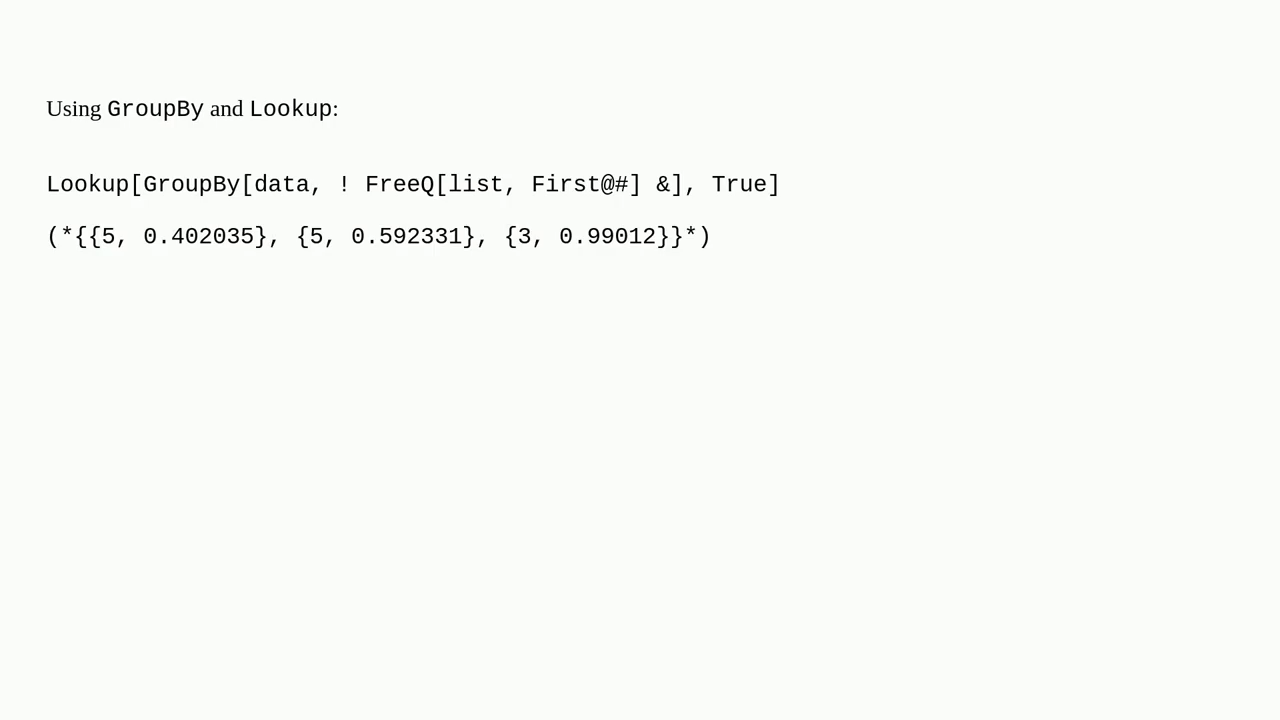 Using GroupBy and Lookup:
Lookup[GroupBy[data, ! FreeQ[list, First@#] &], True]
(*{{5, 0.402035}, {5, 0.592331}, {3, 0.99012}}*)